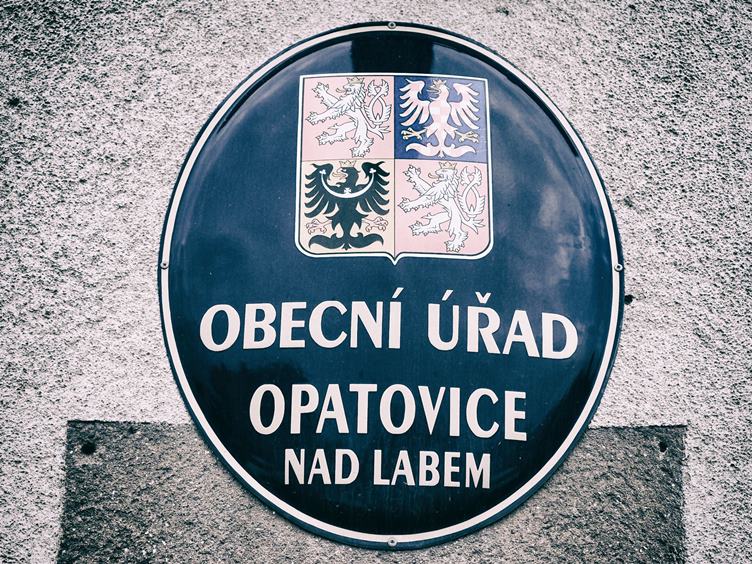 OBECNÍ ÚŘAD
OPATOVICE
NAD LABEM